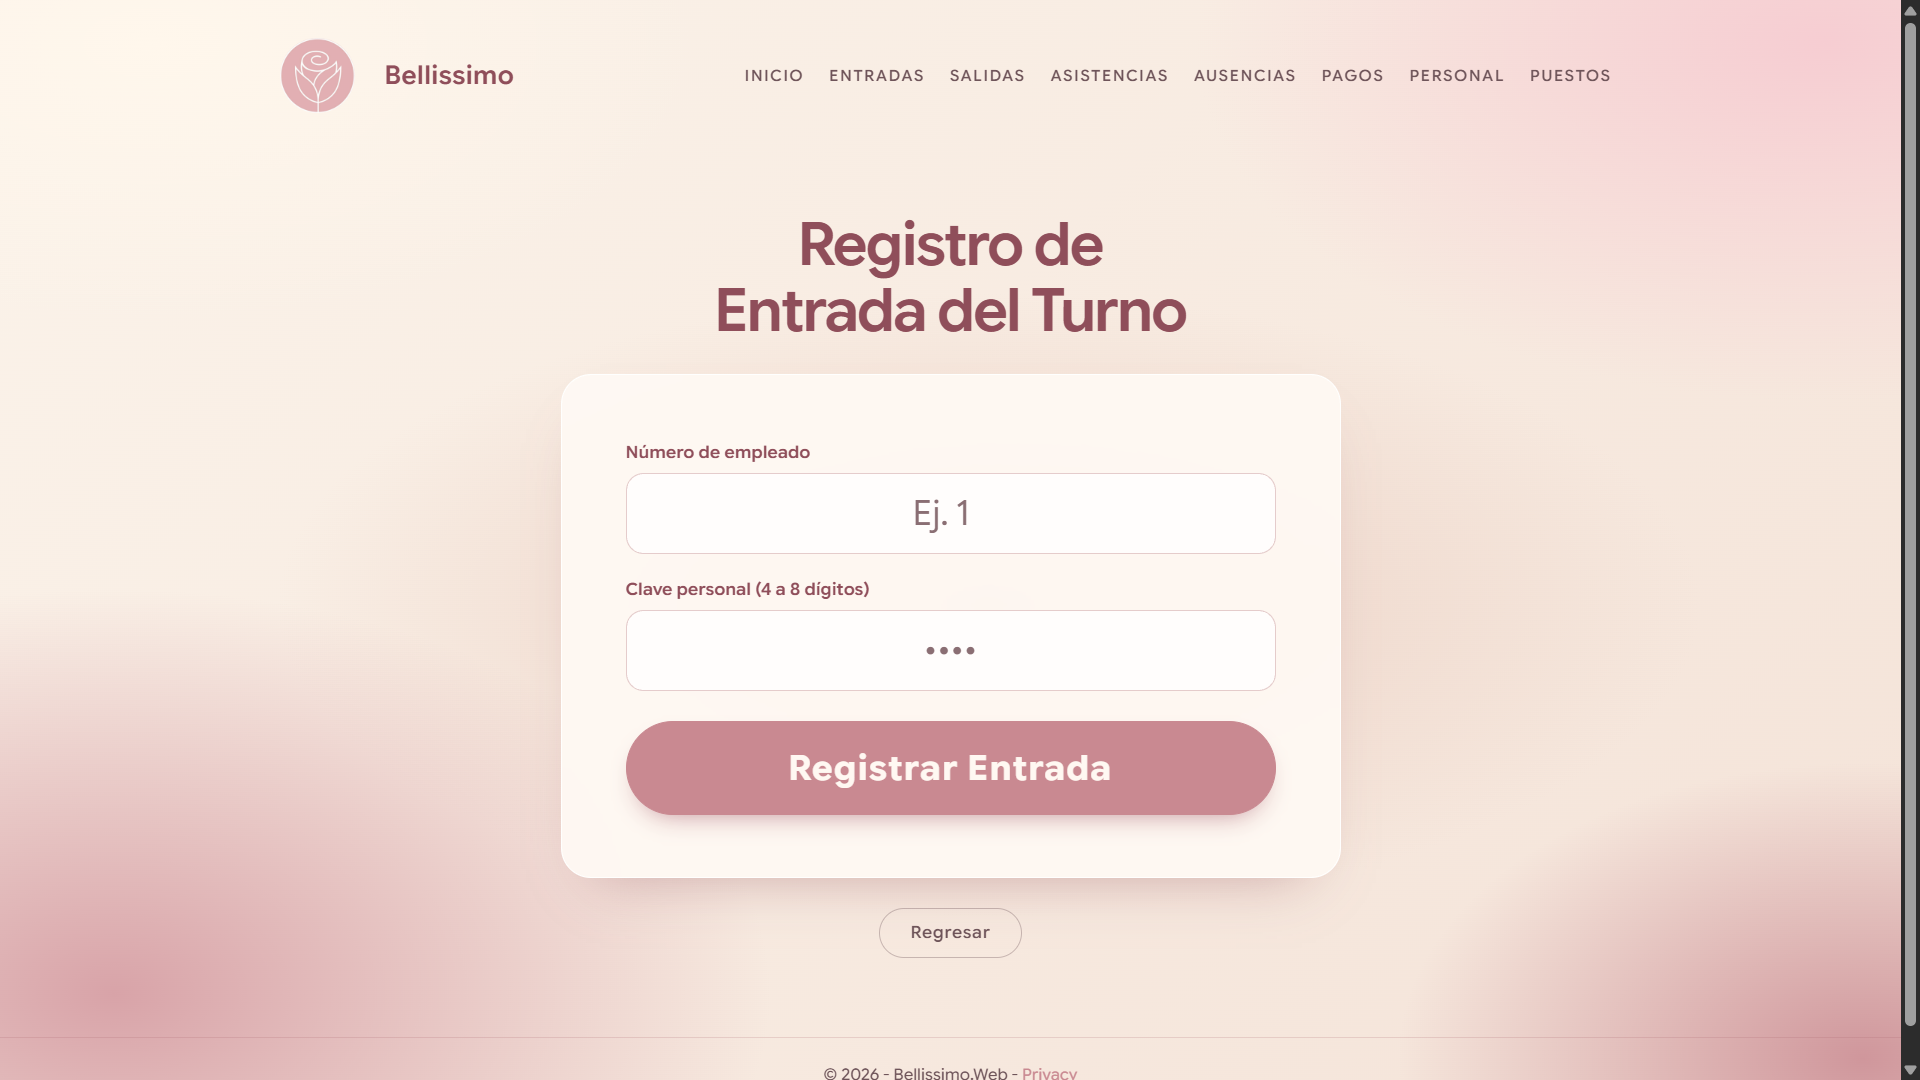 Bellissimo
INICIO ENTRADAS SALIDAS ASISTENCIAS AUSENCIAS PAGOS PERSONAL PUESTOS
Registro de
Entrada del Turno
Número de empleado
Ej. 1
Clave personal (4 a 8 dígitos)
••••
Registrar Entrada
Regresar
© 2026 - Bellissimo.Web - Privacy